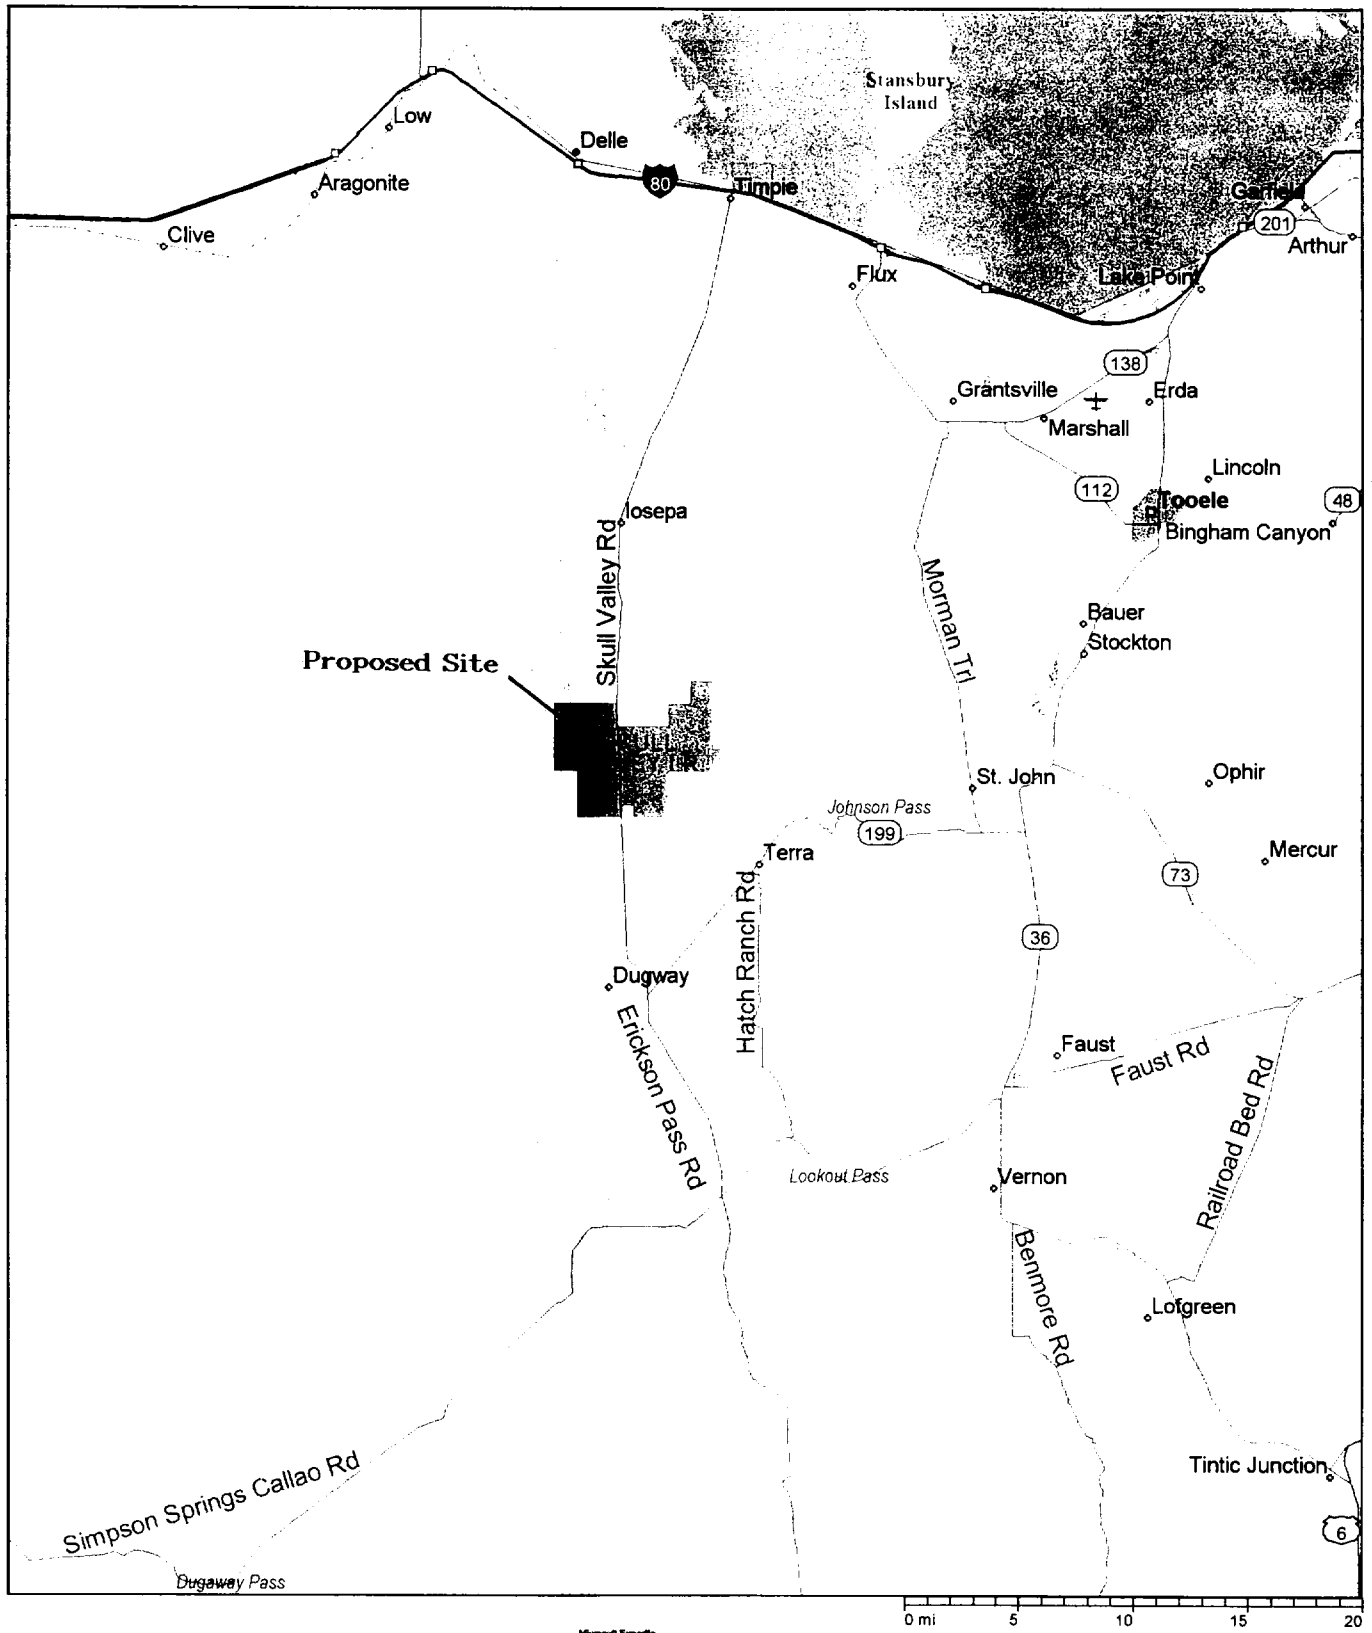 Stansbury
Island
Low
Delle
80
Timpie
Aragonite
Garfield
201
Clive
Arthur
Flux
Lake Point
138
Grantsville
Erda
Marshall
Lincoln
112
Tooele
48
Iosepa
Bingham Canyon
Skull Valley Rd
Morman Trl
Bauer
Stockton
Proposed Site
St. John
Ophir
Johnson Pass
199
Terra
Mercur
73
Hatch Ranch Rd
36
Dugway
Erickson Pass Rd
Faust
Faust Rd
Railroad Bed Rd
Lookout Pass
Vernon
Benmore Rd
Lofgreen
Simpson Springs Callao Rd
Tintic Junction
6
Dugaway Pass
0 mi 5 10 15 20